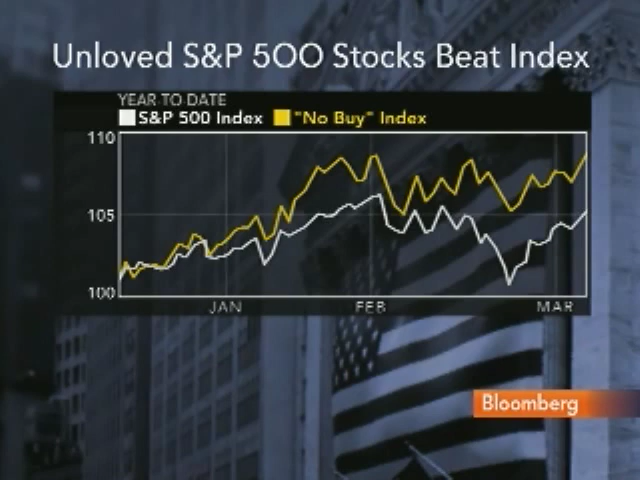 Unloved S&P 500 Stocks Beat Index
YEAR-TO-DATE
S&P 500 Index "No Buy" Index
110
105
100
JAN FEB MAR
Bloomberg